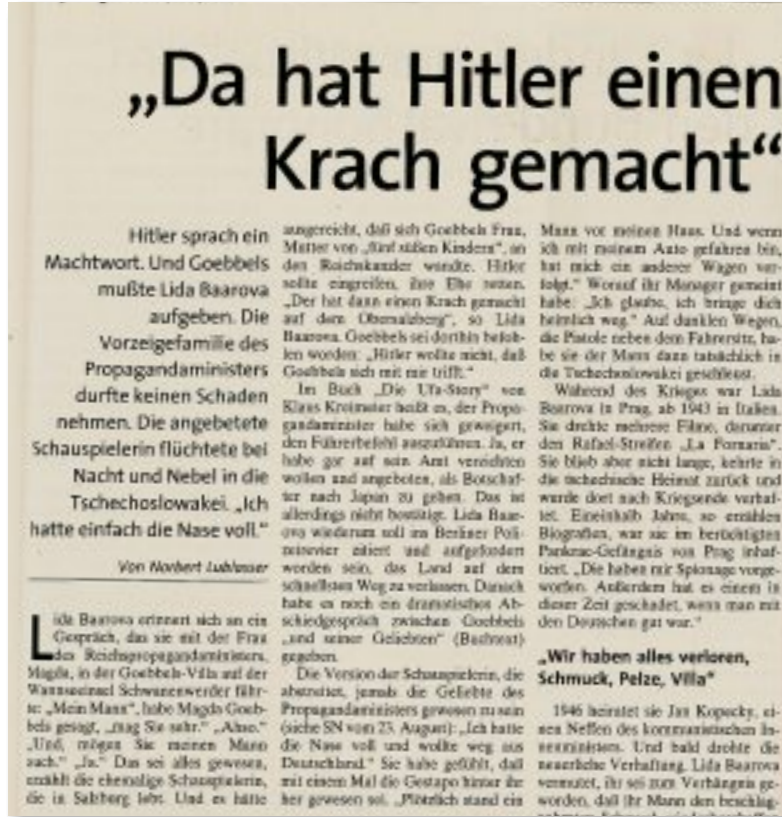 „Da hat Hitler einen
Krach gemacht“
Hitler sprach ein
Machtwort. Und Goebbels
mußte Lida Baarova
aufgeben. Die
Vorzeigefamilie des
Propagandaministers
durfte keinen Schaden
nehmen. Die angebetete
Schauspielerin flüchtete bei
Nacht und Nebel in die
Tschechoslowakei. „Ich
hatte einfach die Nase voll.“
Von Norbert Lublasser
Lida Baarova erinnert sich an ein
Gespräch, das sie mit der Frau
des Reichspropagandaministers,
Magda, in der Goebbels-Villa auf der
Wannseeinsel Schwanenwerder führ-
te: „Mein Mann“, habe Magda Goeb-
bels gesagt, „mag Sie sehr.“ „Aha.“
„Und, mögen Sie meinen Mann
auch.“ „Ja.“ Das sei alles gewesen,
erzählt die ehemalige Schauspielerin,
die in Salzburg lebt. Und es hätte
ausgereicht, daß sich Goebbels Frau,
Mutter von „fünf süßen Kindern“, an
den Reichskanzler wandte. Hitler
sollte eingreifen, ihre Ehe retten.
„Der hat dann einen Krach gemacht
auf dem Obersalzberg“, so Lida
Baarova. Goebbels sei dorthin befoh-
len worden: „Hitler wollte nicht, daß
Goebbels sich mit mir trifft.“
Im Buch „Die Ufa-Story“ von
Klaus Kreimeier heißt es, der Propa-
gandaminister habe sich geweigert,
den Führerbefehl auszuführen. Ja, er
habe gar auf sein Amt verzichten
wollen und angeboten, als Botschaf-
ter nach Japan zu gehen. Das ist
allerdings nicht bestätigt. Lida Baar-
ova wiederum soll ins Berliner Poli-
zeirevier zitiert und aufgefordert
worden sein, das Land auf dem
schnellsten Weg zu verlassen. Danach
habe es noch ein dramatisches Ab-
schiedgespräch zwischen Goebbels
„und seiner Geliebten“ (Buchtext)
gegeben.
Die Version der Schauspielerin, die
abstreitet, jemals die Geliebte des
Propagandaministers gewesen zu sein
(siehe SN vom 23. August): „Ich hatte
die Nase voll und wollte weg aus
Deutschland.“ Sie habe gefühlt, daß
mit einem Mal die Gestapo hinter ihr
her gewesen sei. „Plötzlich stand ein
Mann vor meinen Haus. Und wenn
ich mit meinem Auto gefahren bin,
hat mich ein anderer Wagen ver-
folgt.“ Worauf ihr Manager gemeint
habe: „Ich glaube, ich bringe dich
heimlich weg.“ Auf dunklen Wegen,
die Pistole neben dem Fahrersitz, ha-
be sie der Mann dann tatsächlich in
die Tschechoslowakei geschleust.
Während des Krieges war Lida
Baarova in Prag, ab 1943 in Italien.
Sie drehte mehrere Filme, darunter
den Rafael-Streifen „La Fornaria“.
Sie blieb aber nicht lange, kehrte in
die tschechische Heimat zurück und
wurde dort nach Kriegsende verhaf-
tet. Eineinhalb Jahre, so erzählen
Biografien, war sie im berüchtigten
Pankrac-Gefängnis von Prag inhaf-
tiert. „Die haben mir Spionage vorge-
worfen. Außerdem hat es einem in
dieser Zeit geschadet, wenn man mit
den Deutschen gut war.“
„Wir haben alles verloren,
Schmuck, Pelze, Villa“
1946 heiratet sie Jan Kopecky, ei-
nen Neffen des kommunistischen In-
nenministers. Und bald drohte die
neuerliche Verhaftung. Lida Baarova
vermutet, ihr sei zum Verhängnis ge-
worden, daß ihr Mann den beschlag-